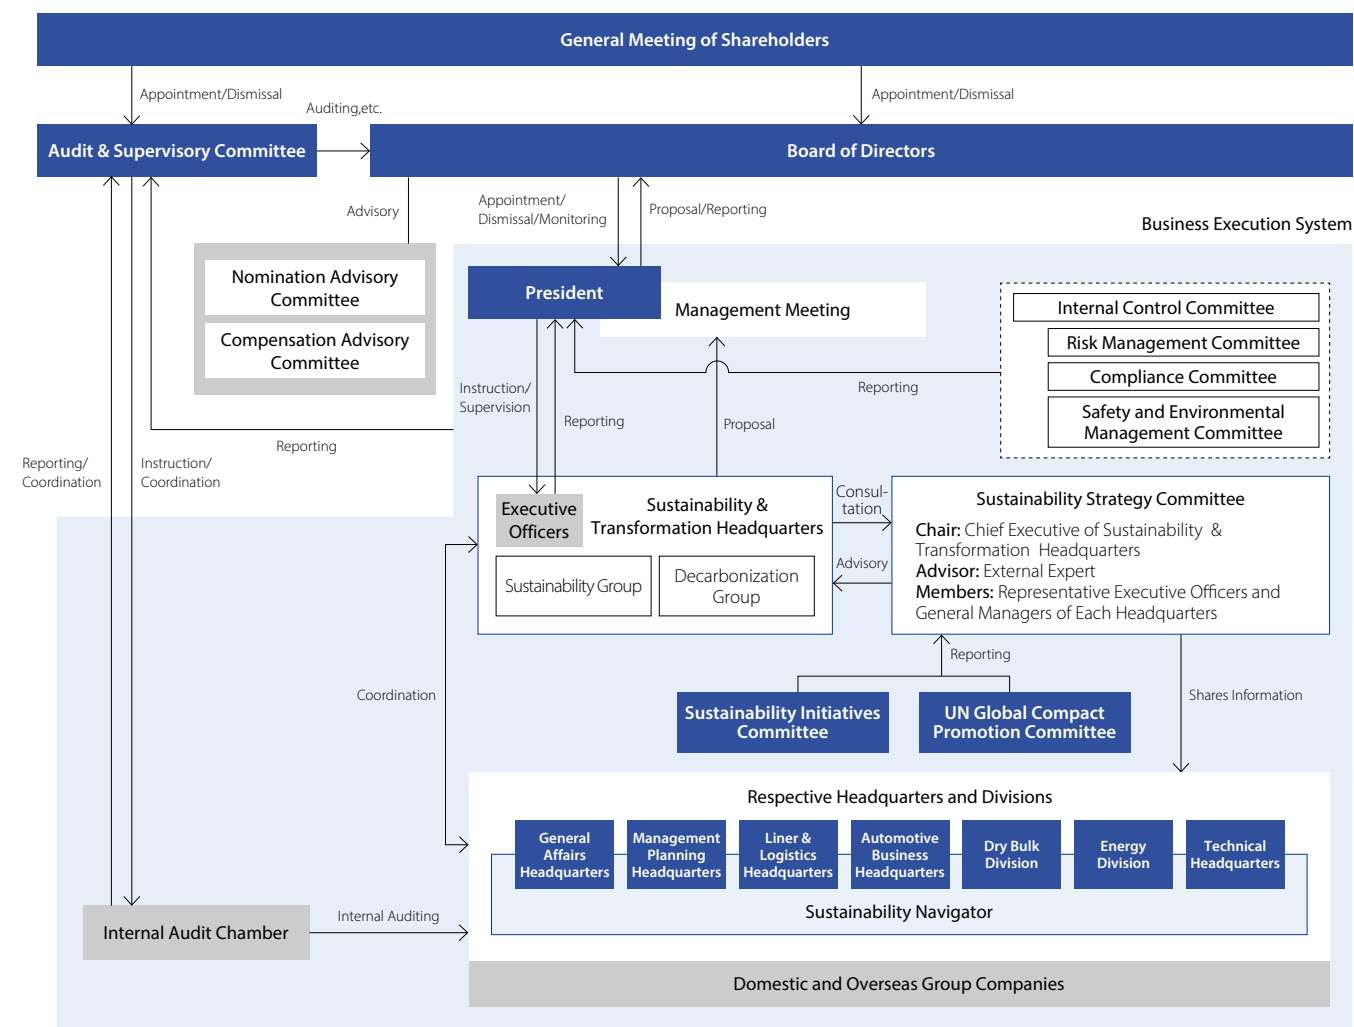 General Meeting of Shareholders
Appointment/Dismissal
Appointment/Dismissal
Auditing,etc.
Audit & Supervisory Committee
Board of Directors
Advisory
Appointment/
Dismissal/Monitoring
Proposal/Reporting
Business Execution System
Nomination Advisory
Committee
Compensation Advisory
Committee
President
Management Meeting
Internal Control Committee
Risk Management Committee
Compliance Committee
Safety and Environmental
Management Committee
Instruction/
Supervision
Reporting
Reporting
Proposal
Reporting
Reporting/
Coordination
Instruction/
Coordination
Executive
Officers
Sustainability &
Transformation Headquarters
Sustainability Group
Decarbonization
Group
Consul-
tation
Advisory
Sustainability Strategy Committee
Chair: Chief Executive of Sustainability &
Transformation Headquarters
Advisor: External Expert
Members: Representative Executive Officers and
General Managers of Each Headquarters
Reporting
Coordination
Sustainability Initiatives
Committee
UN Global Compact
Promotion Committee
Shares Information
Respective Headquarters and Divisions
General
Affairs
Headquarters
Management
Planning
Headquarters
Liner &
Logistics
Headquarters
Automotive
Business
Headquarters
Dry Bulk
Division
Energy
Division
Technical
Headquarters
Sustainability Navigator
Internal Audit Chamber
Internal Auditing
Domestic and Overseas Group Companies